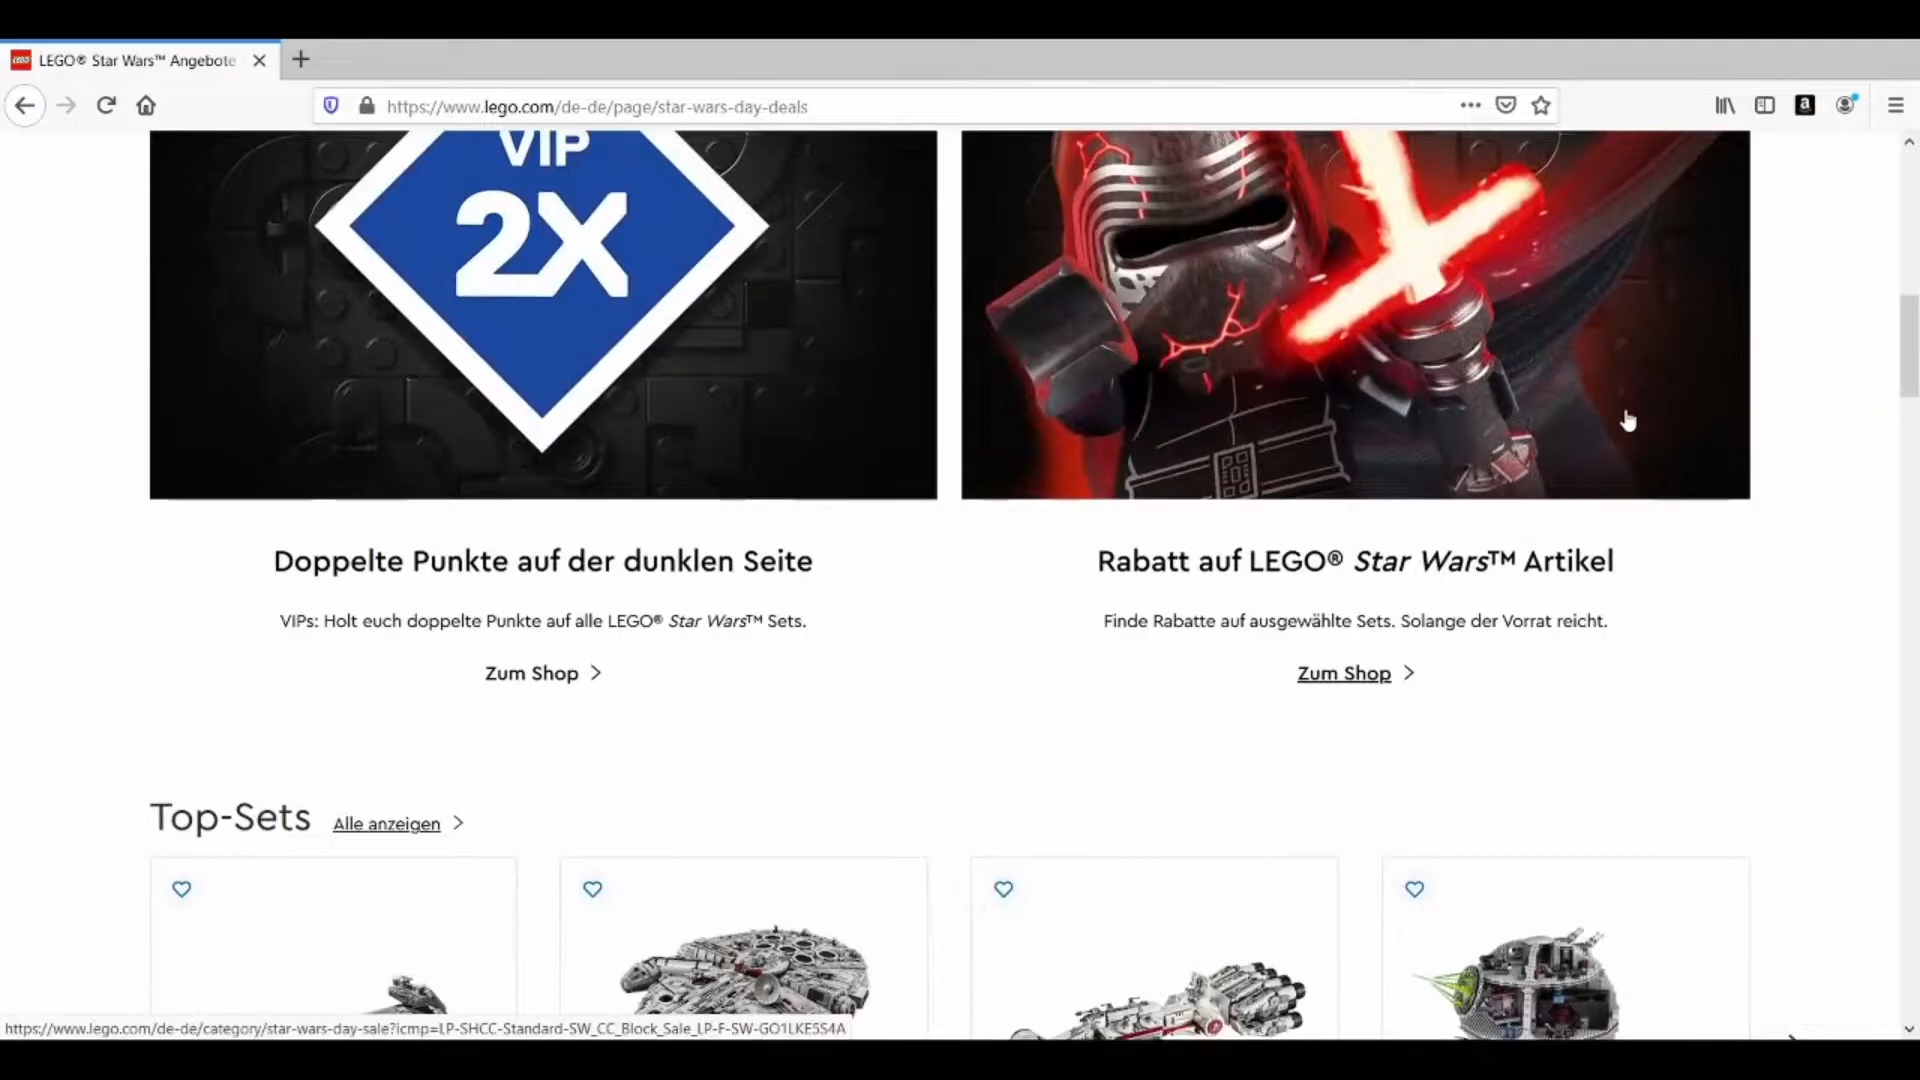 LEGO® Star Wars™ Angebote
https://www.lego.com/de-de/page/star-wars-day-deals
VIP
2X
Doppelte Punkte auf der dunklen Seite
VIPs: Holt euch doppelte Punkte auf alle LEGO® Star Wars™ Sets.
Zum Shop
Rabatt auf LEGO® Star Wars™ Artikel
Finde Rabatte auf ausgewählte Sets. Solange der Vorrat reicht.
Zum Shop
Top-Sets Alle anzeigen
https://www.lego.com/de-de/category/star-wars-day-sale?icmp=LP-SHCC-Standard-SW_CC_Block_Sale_LP-F-SW-GO1LKE5S4A